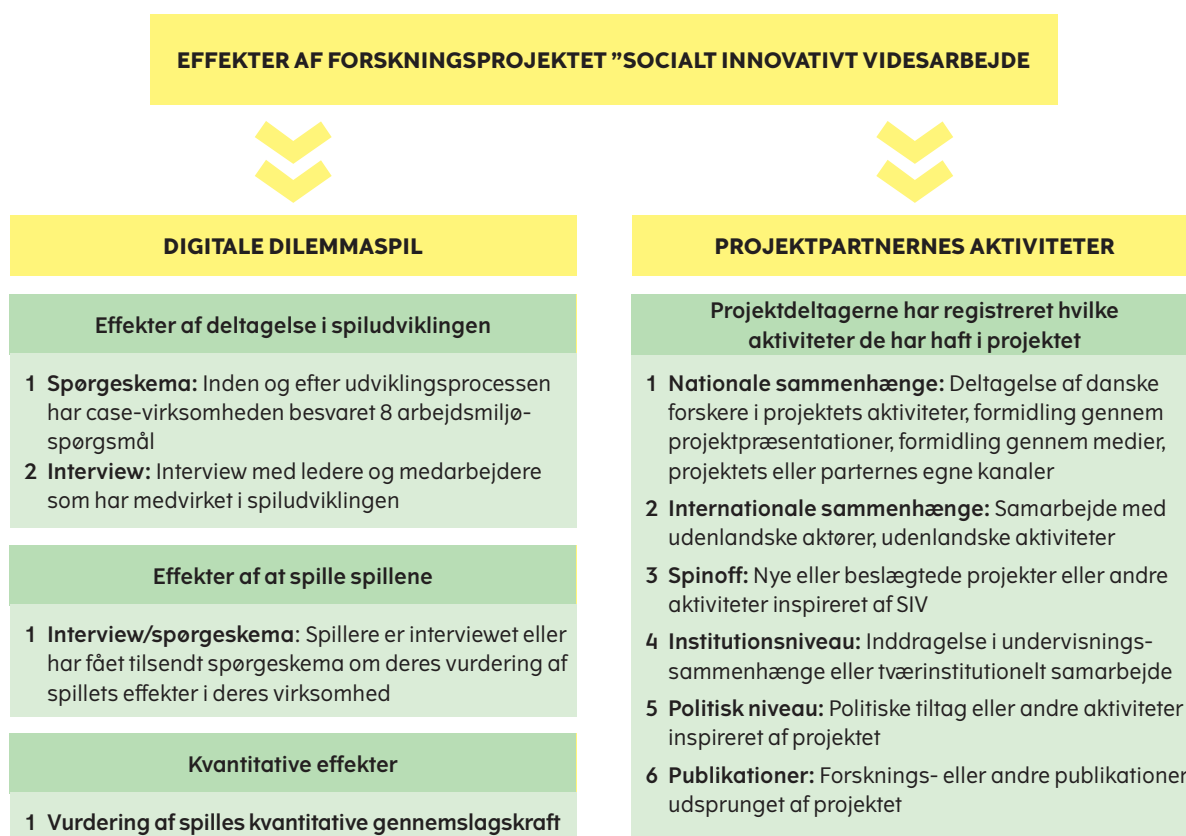 EFFEKTER AF FORSKNINGSPROJEKTET ”SOCIALT INNOVATIVT VIDESARBEJDE
DIGITALE DILEMMASPIL
Effekter af deltagelse i spiludviklingen
1 Spørgeskema: Inden og efter udviklingsprocessen
har case-virksomheden besvaret 8 arbejdsmiljø-
spørgsmål
2 Interview: Interview med ledere og medarbejdere
som har medvirket i spiludviklingen
Effekter af at spille spillene
1 Interview/spørgeskema: Spillere er interviewet eller
har fået tilsendt spørgeskema om deres vurdering af
spillets effekter i deres virksomhed
Kvantitative effekter
1 Vurdering af spilles kvantitative gennemslagskraft
PROJEKTPARTNERNES AKTIVITETER
Projektdeltagerne har registreret hvilke
aktiviteter de har haft i projektet
1 Nationale sammenhænge: Deltagelse af danske
forskere i projektets aktiviteter, formidling gennem
projektpræsentationer, formidling gennem medier,
projektets eller parternes egne kanaler
2 Internationale sammenhænge: Samarbejde med
udenlandske aktører, udenlandske aktiviteter
3 Spinoff: Nye eller beslægtede projekter eller andre
aktiviteter inspireret af SIV
4 Institutionsniveau: Inddragelse i undervisnings-
sammenhænge eller tværinstitutionelt samarbejde
5 Politisk niveau: Politiske tiltag eller andre aktiviteter
inspireret af projektet
6 Publikationer: Forsknings- eller andre publikationer
udsprunget af projektet